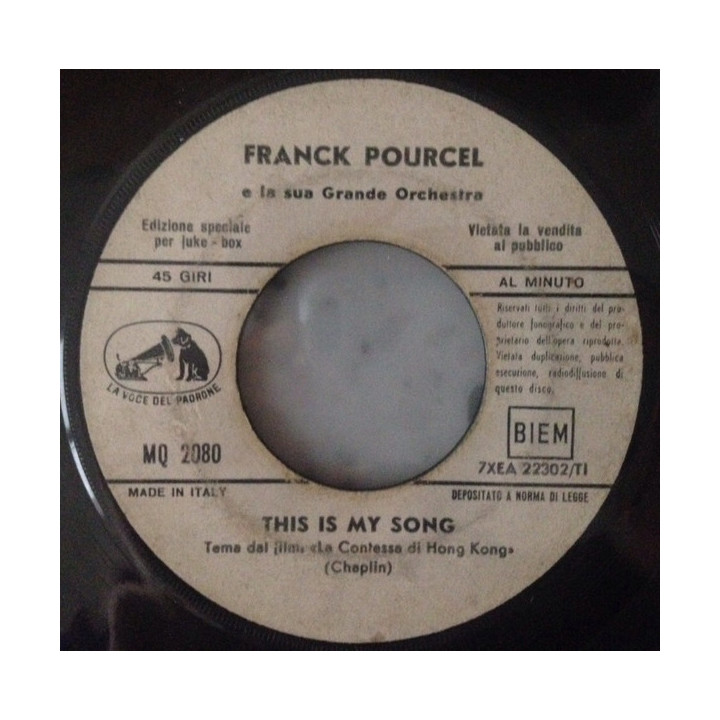 FRANCK POURCEL
e la sua Grande Orchestra
Edizione speciale
per juke - box
Vietata la vendita
al pubblico
45 GIRI
AL MINUTO
Riservati tutti i diritti del pro-
duttore fonografico e del pro-
prietario dell'opera riprodotta.
Vietata duplicazione, pubblica
esecuzione, radiodiffusione di
questo disco.
LA VOCE DEL PADRONE
BIEM
MQ 2080
7XEA 22302/TI
MADE IN ITALY
DEPOSITATO A NORMA DI LEGGE
THIS IS MY SONG
Tema dal film: «La Contessa di Hong Kong»
(Chaplin)